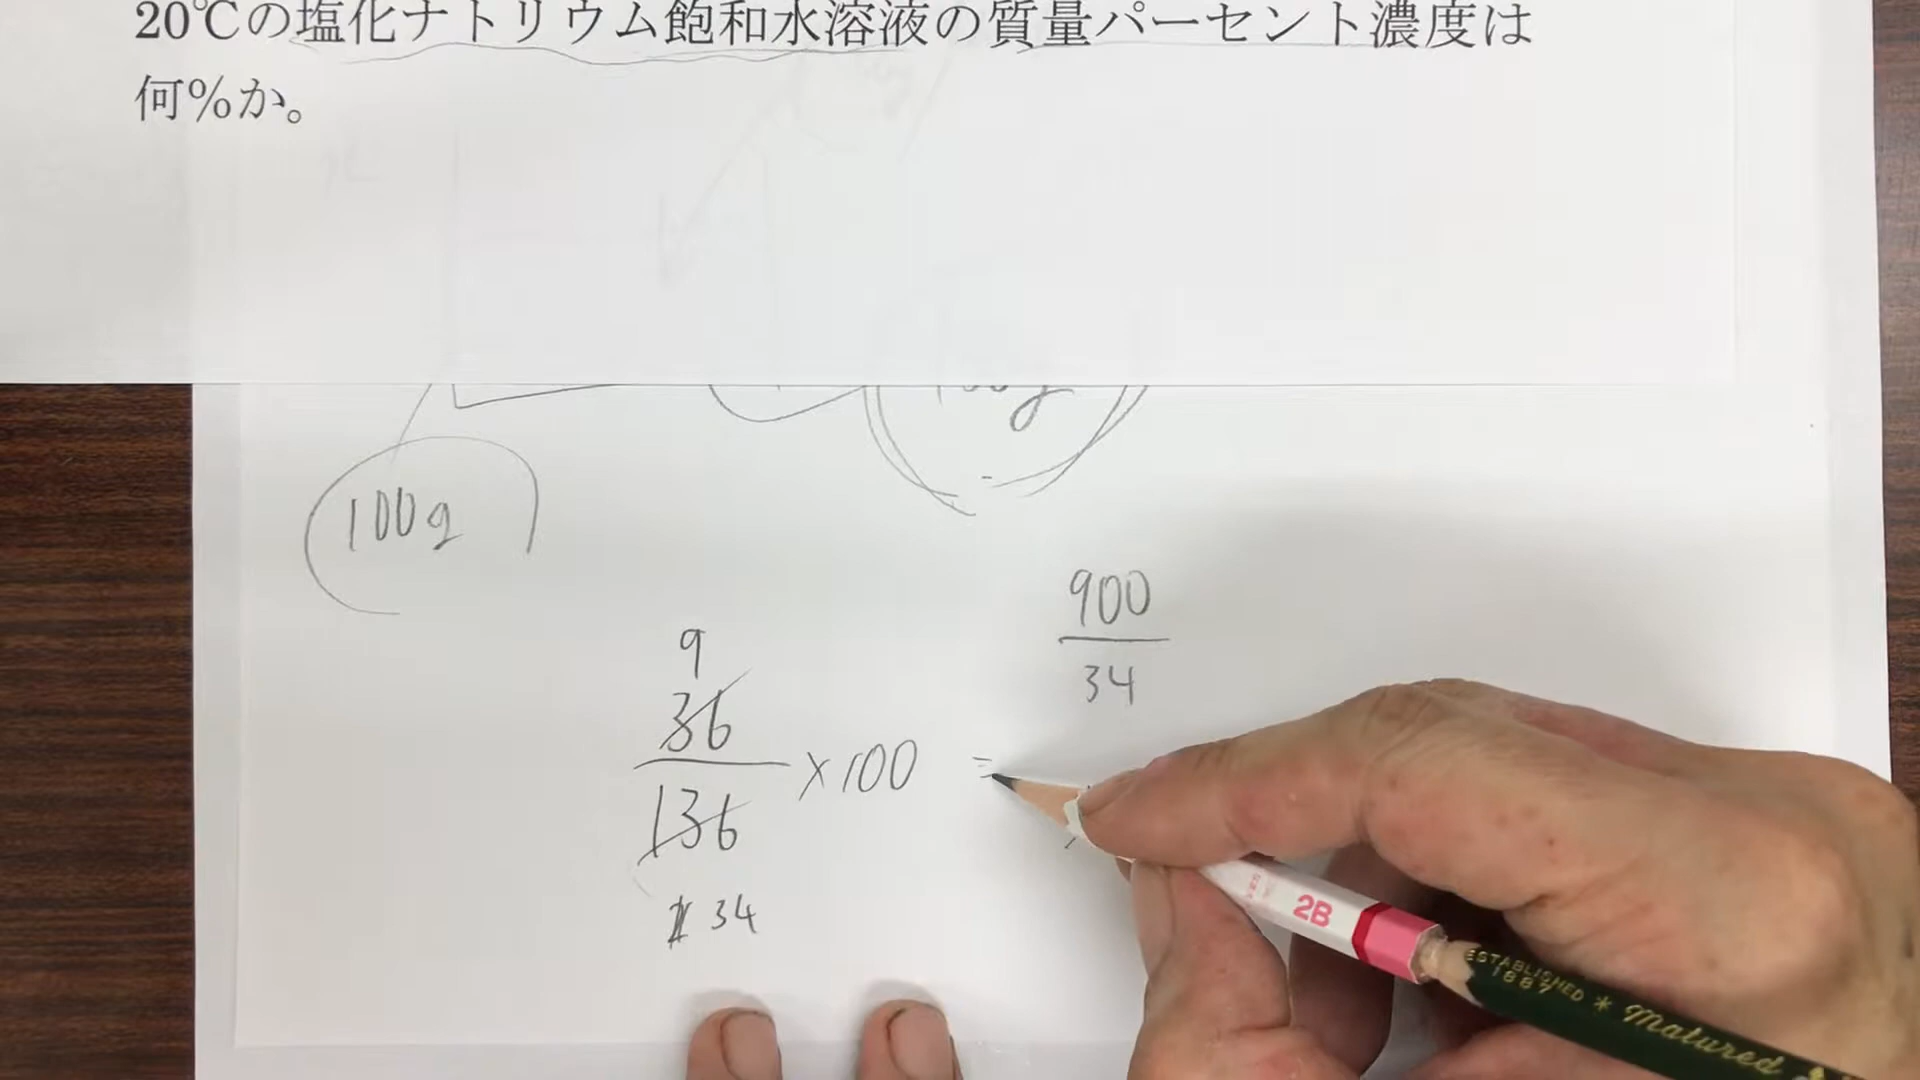 20℃の塩化ナトリウム飽和水溶液の質量パーセント濃度は
何%か。
100g
900
34
9
36
136
×100 =
34
2B
ESTABLISHED
1887
* Matured